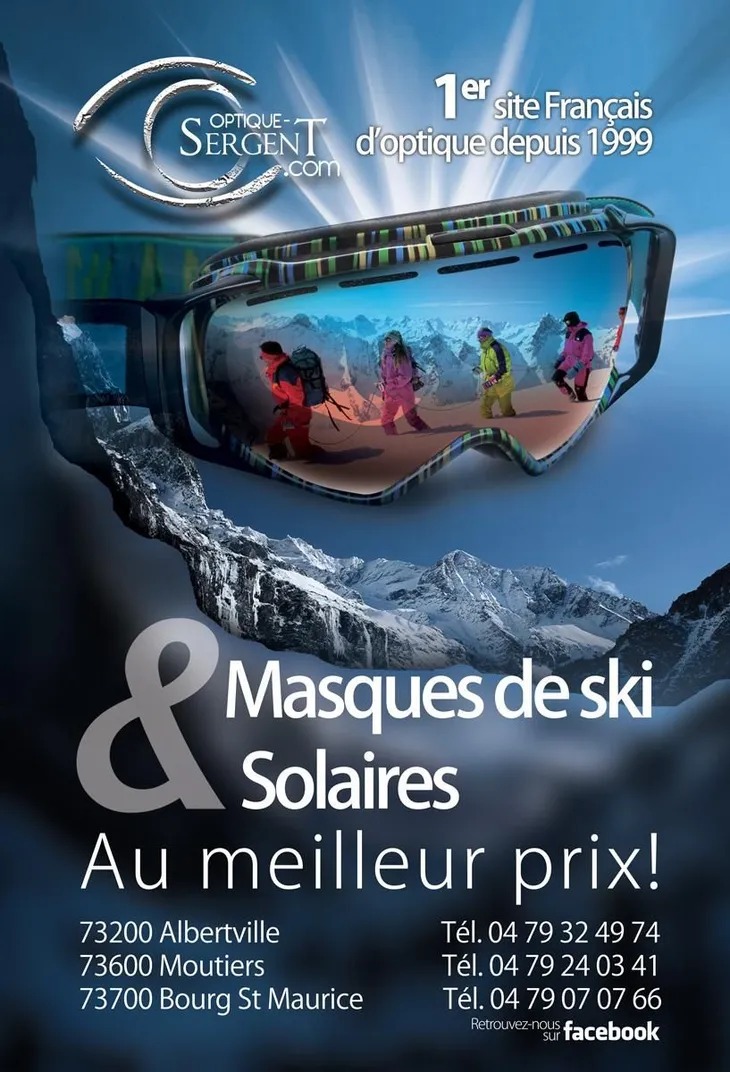 OPTIQUE-
SERGENT
.com
1er site Français
d'optique depuis 1999
& Masques de ski
Solaires
Au meilleur prix!
73200 Albertville Tél. 04 79 32 49 74
73600 Moutiers Tél. 04 79 24 03 41
73700 Bourg St Maurice Tél. 04 79 07 07 66
Retrouvez-nous
sur facebook